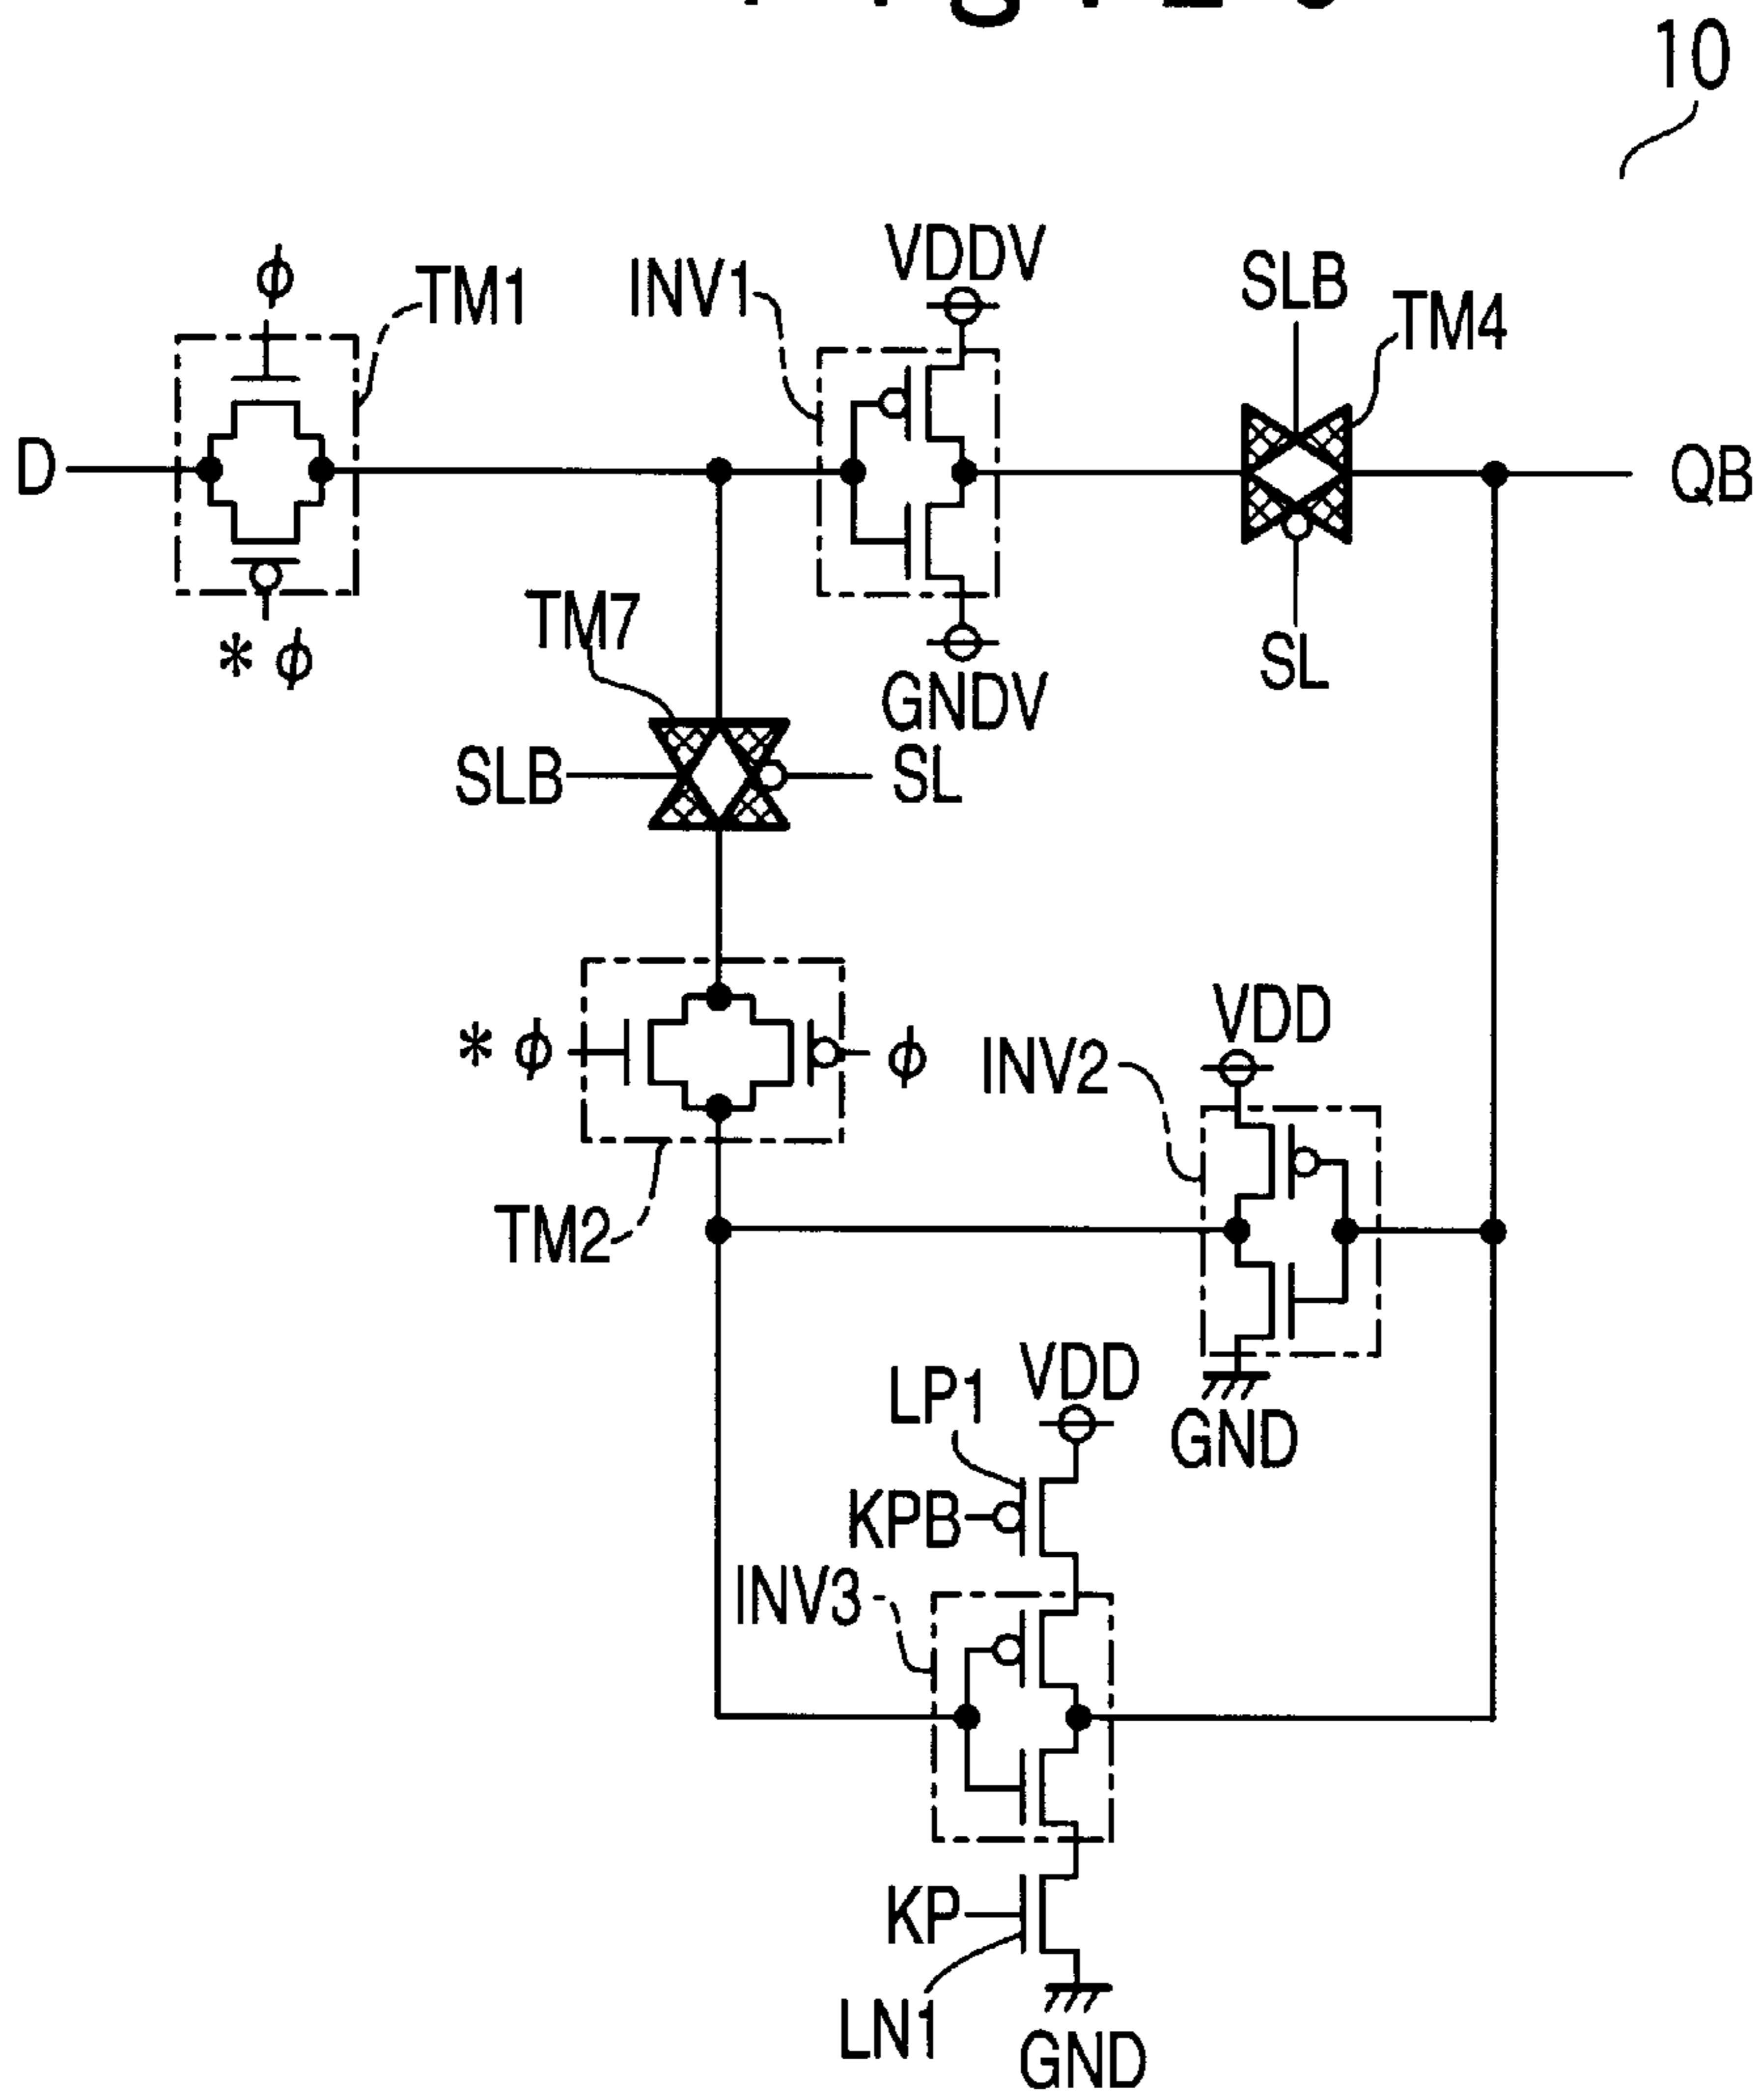 10
VDDV
φ
TM1
INV1
SLB
TM4
D
QB
* φ
TM7
SL
GNDV
SLB
SL
* φ
φ
VDD
INV2
TM2
VDD
LP1
GND
KPB
INV3
KP
LN1
GND